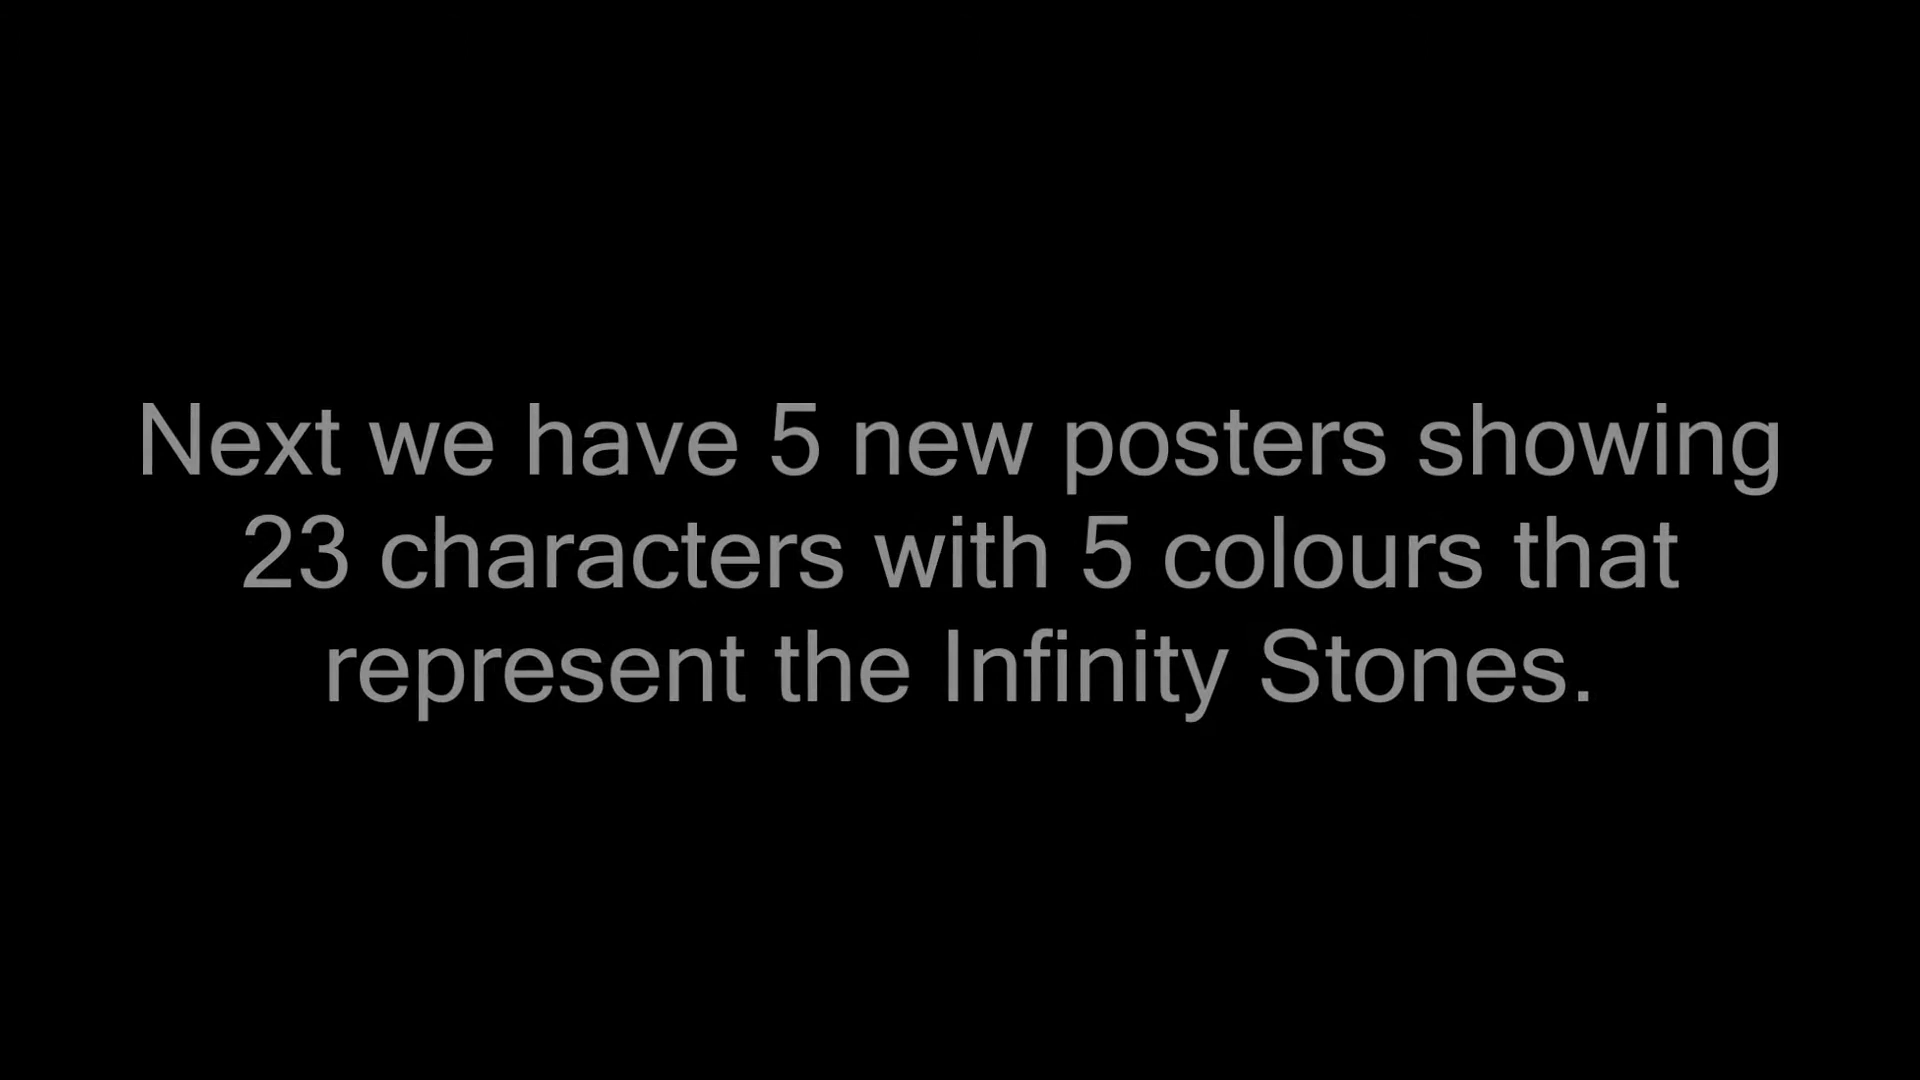 Next we have 5 new posters showing
23 characters with 5 colours that
represent the Infinity Stones.